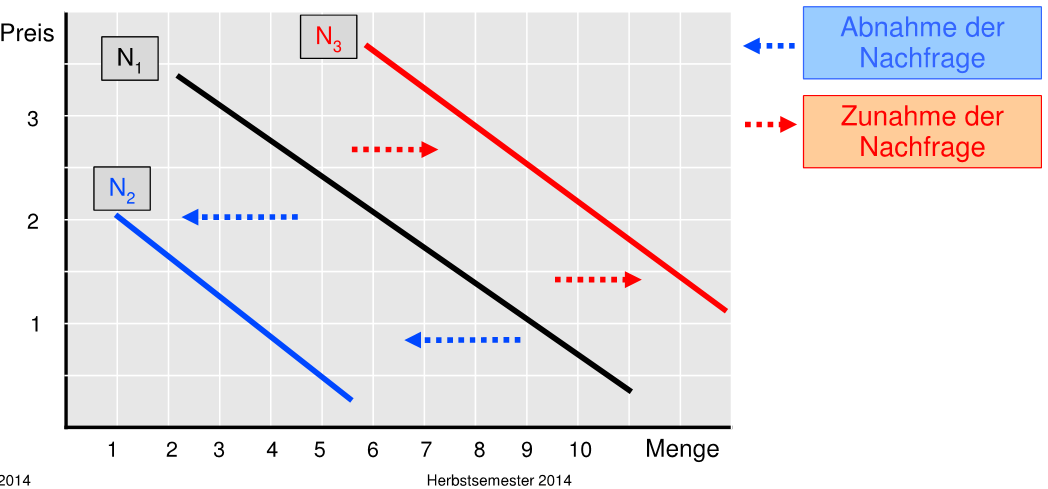 Preis
N1
N2
N3
3
2
1
1 2 3 4 5 6 7 8 9 10 Menge
Abnahme der
Nachfrage
Zunahme der
Nachfrage
2014
Herbstsemester 2014